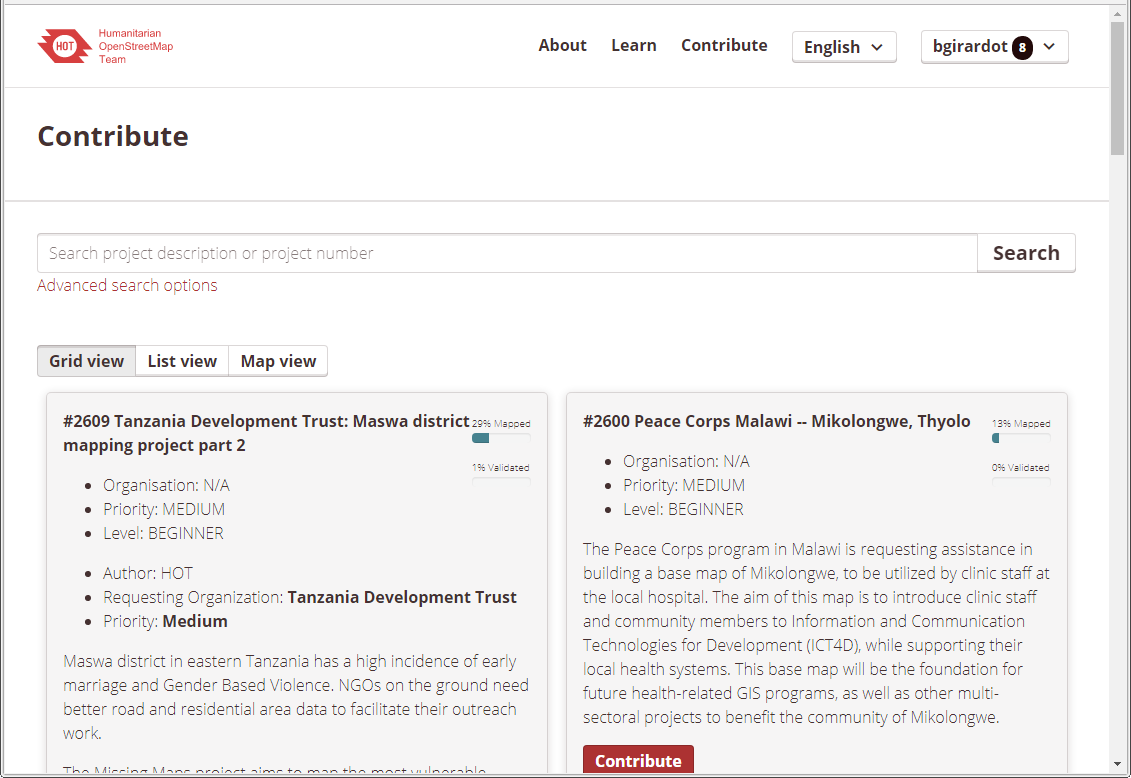 HOT
Humanitarian
OpenStreetMap
Team
About Learn Contribute English bgirardot 8
Contribute
Search project description or project number
Search
Advanced search options
Grid view List view Map view
#2609 Tanzania Development Trust: Maswa district
mapping project part 2
29% Mapped
1% Validated
Organisation: N/A
Priority: MEDIUM
Level: BEGINNER
Author: HOT
Requesting Organization: Tanzania Development Trust
Priority: Medium
Maswa district in eastern Tanzania has a high incidence of early
marriage and Gender Based Violence. NGOs on the ground need
better road and residential area data to facilitate their outreach
work.
The Missing Maps project aims to map the most vulnerable
#2600 Peace Corps Malawi -- Mikolongwe, Thyolo
13% Mapped
0% Validated
Organisation: N/A
Priority: MEDIUM
Level: BEGINNER
The Peace Corps program in Malawi is requesting assistance in
building a base map of Mikolongwe, to be utilized by clinic staff at
the local hospital. The aim of this map is to introduce clinic staff
and community members to Information and Communication
Technologies for Development (ICT4D), while supporting their
local health systems. This base map will be the foundation for
future health-related GIS programs, as well as other multi-
sectoral projects to benefit the community of Mikolongwe.
Contribute